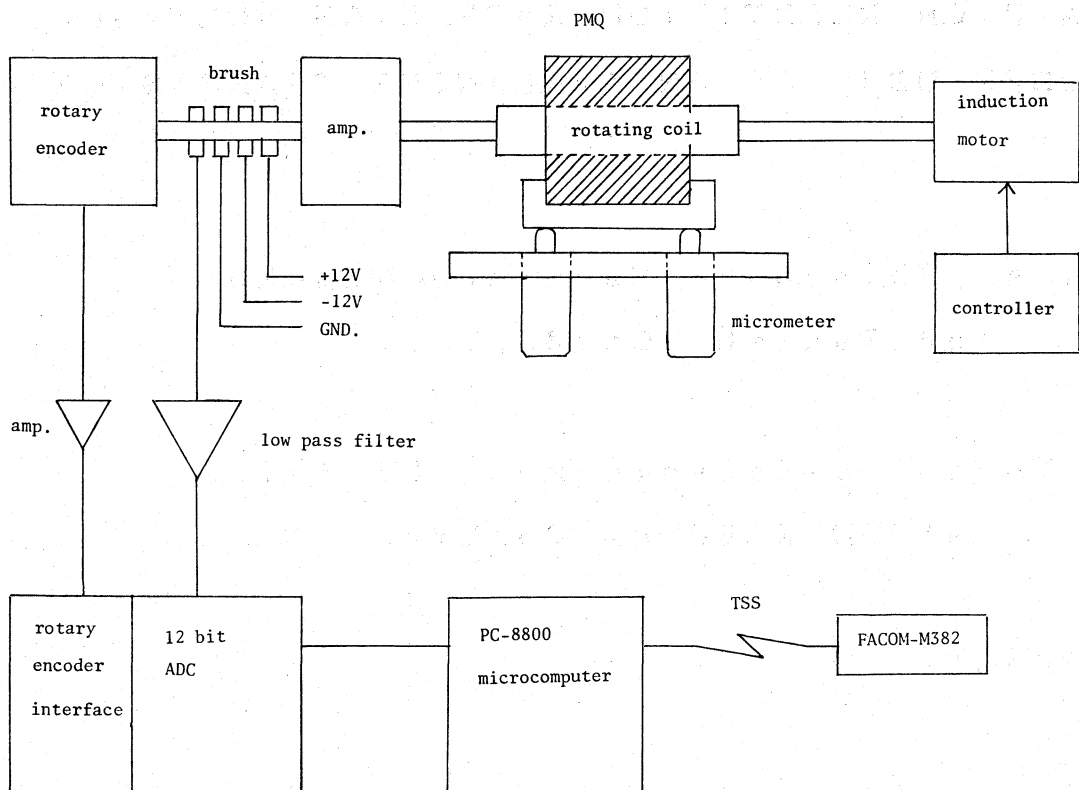 PMQ
brush
rotary
encoder
amp.
rotating coil
induction
motor
+12V
-12V
GND.
micrometer
controller
amp.
low pass filter
rotary
encoder
interface
12 bit
ADC
PC-8800
microcomputer
TSS
FACOM-M382